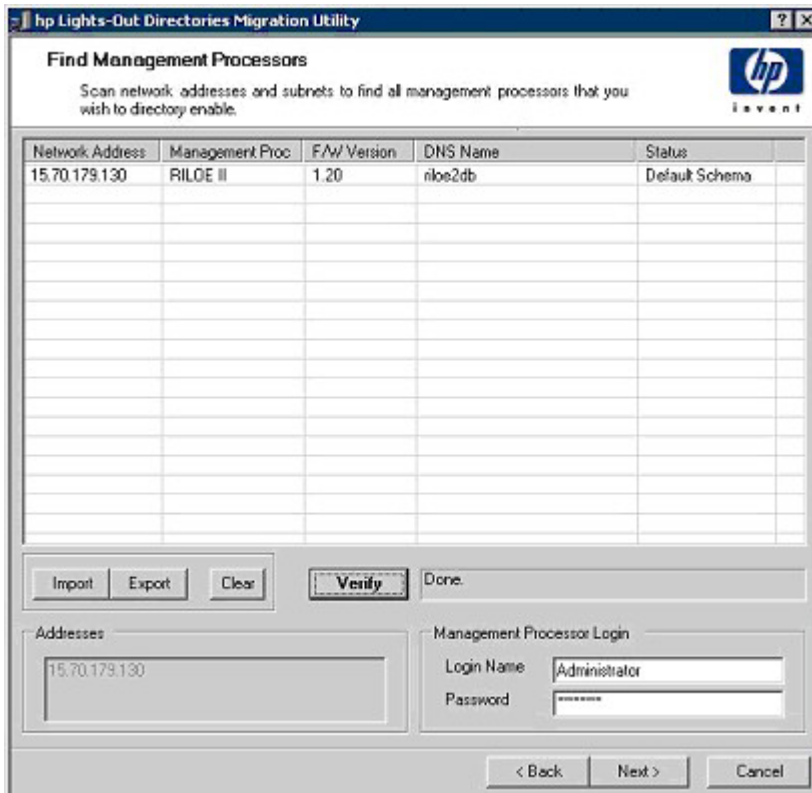 hp Lights-Out Directories Migration Utility
Find Management Processors
Scan network addresses and subnets to find all management processors that you
wish to directory enable.
hp
invent
Network Address Management Proc F/W Version DNS Name Status
15.70.179.130 RILOE II 1.20 riloe2db Default Schema
Import Export Clear Verify Done.
Addresses
15.70.179.130
Management Processor Login
Login Name Administrator
Password ********
< Back Next > Cancel